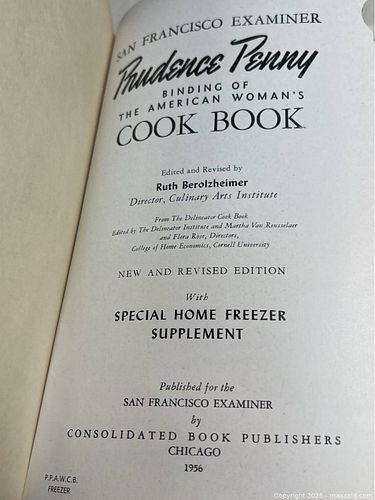 SAN FRANCISCO EXAMINER
Prudence Penny
BINDING OF
THE AMERICAN WOMAN'S
COOK BOOK
Edited and Revised by
Ruth Berolzheimer
Director, Culinary Arts Institute
From The Delineator Cook Book
Edited by The Delineator Institute and Martha Van Rensselaer
and Flora Rose, Directors,
College of Home Economics, Cornell University
NEW AND REVISED EDITION
With
SPECIAL HOME FREEZER
SUPPLEMENT
Published for the
SAN FRANCISCO EXAMINER
by
CONSOLIDATED BOOK PUBLISHERS
CHICAGO
1956
P.P.A.W.C.B.
FREEZER
Copyright 2025 - maxsold.com